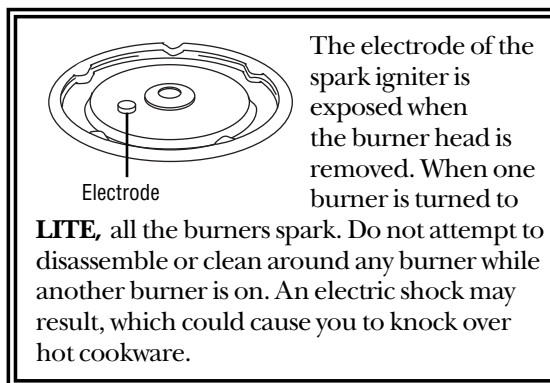 Electrode
The electrode of the
spark igniter is
exposed when
the burner head is
removed. When one
burner is turned to
LITE, all the burners spark. Do not attempt to
disassemble or clean around any burner while
another burner is on. An electric shock may
result, which could cause you to knock over
hot cookware.